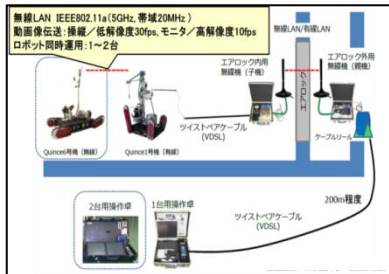 無線LAN IEEE802.11a(5GHz, 帯域20MHz )
動画像伝送:操縦/低解像度30fps, モニタ/高解像度10fps
ロボット同時運用:1～2台
無線LAN/有線LAN
エアロック内用
無線機(子機)
エアロック外用
無線機(親機)
エアロック
ケーブルリール
Quince6号機(無線)
Quince1号機(有線)
ツイストペアケーブル
(VDSL)
200m程度
2台用操作卓
1台用操作卓
ツイストペアケーブル
(VDSL)